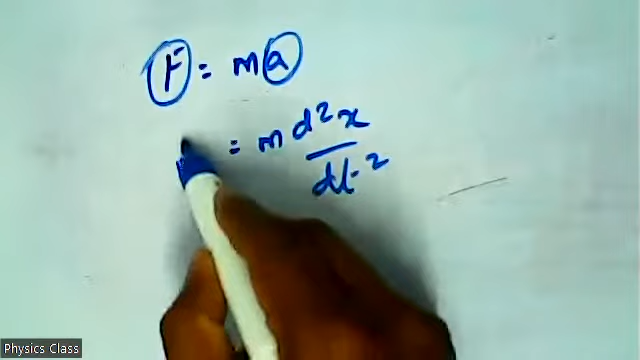 F = ma
= m d²x/dt²
Physics Class